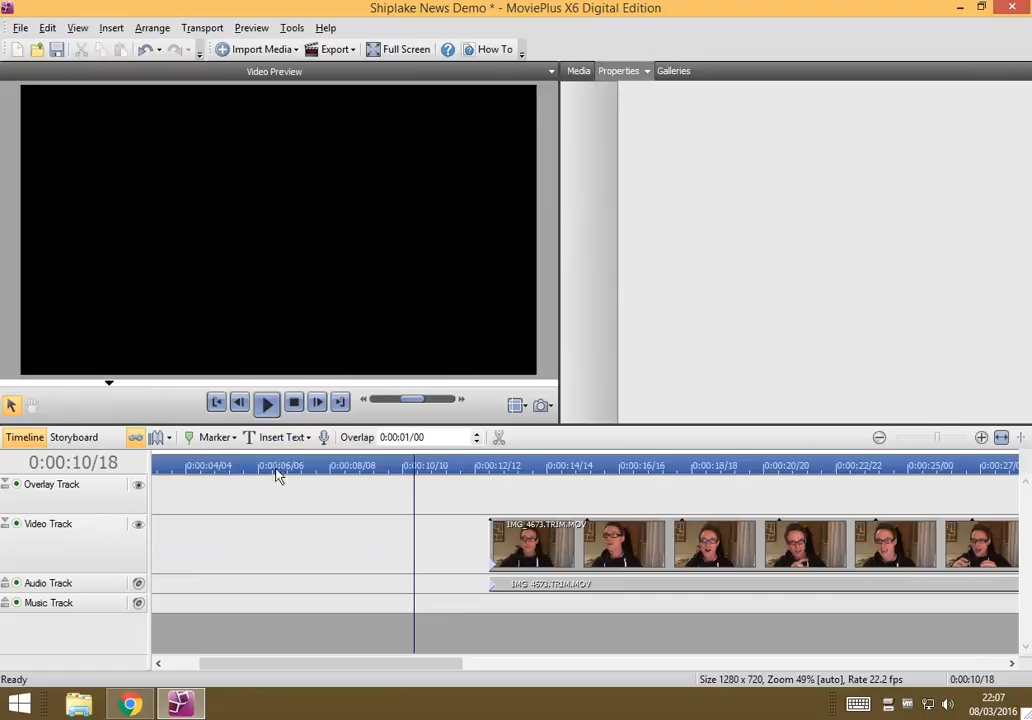 Shiplake News Demo * - MoviePlus X6 Digital Edition
File Edit View Insert Arrange Transport Preview Tools Help
Import Media Export Full Screen ? How To
Video Preview
Media Properties Galleries
Timeline Storyboard Marker Insert Text Overlap 0:00:01/00
0:00:10/18
0:00:04/04 0:00:06/06 0:00:08/08 0:00:10/10 0:00:12/12 0:00:14/14 0:00:16/16 0:00:18/18 0:00:20/20 0:00:22/22 0:00:25/00 0:00:27/0
Overlay Track
Video Track
IMG_4673.TRIM.MOV
Audio Track
IMG_4673.TRIM.MOV
Music Track
Ready
Size 1280 x 720, Zoom 49% [auto], Rate 22.2 fps
0:00:10/18
22:07
08/03/2016